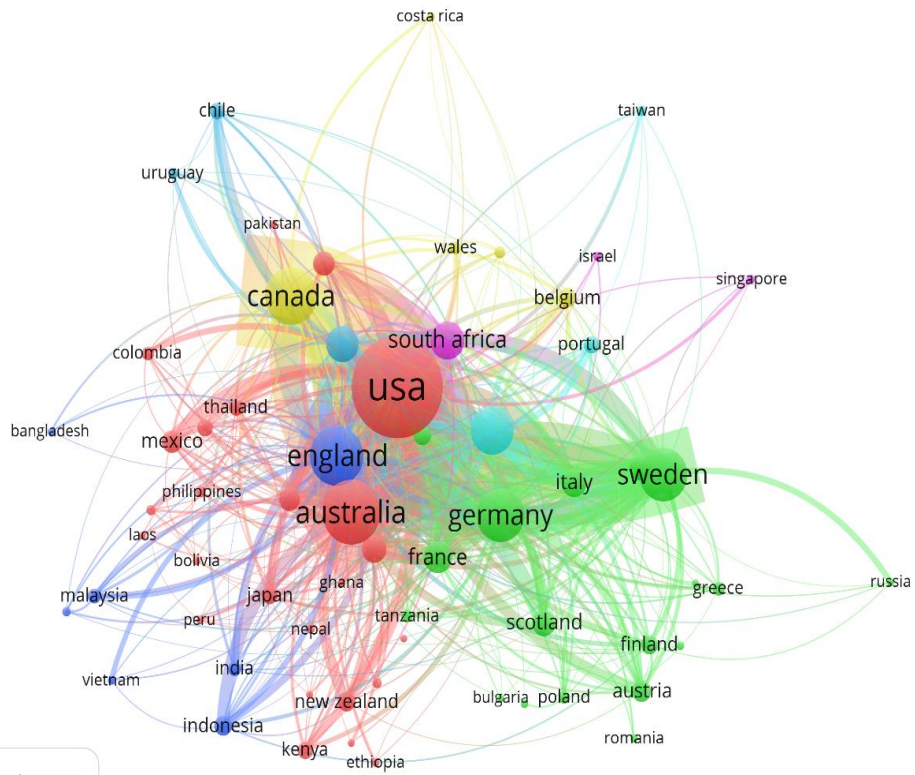 costa rica
chile
taiwan
uruguay
pakistan
wales
israel
singapore
canada
belgium
south africa
portugal
colombia
usa
thailand
bangladesh
mexico
england
sweden
italy
philippines
australia
germany
laos
france
bolivia
ghana
russia
greece
malaysia
japan
tanzania
peru
nepal
scotland
finland
india
vietnam
new zealand
bulgaria
poland
austria
indonesia
romania
kenya
ethiopia